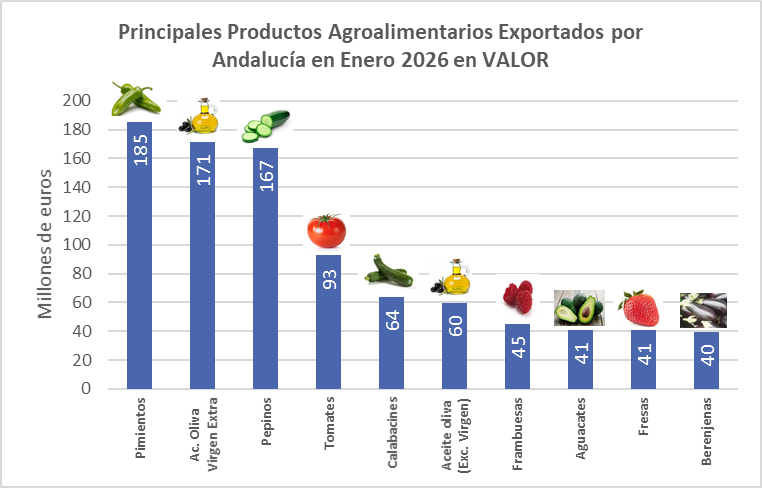 Principales Productos Agroalimentarios Exportados por
Andalucía en Enero 2026 en VALOR
Millones de euros
200
180
160
140
120
100
80
60
40
20
0
185
171
167
93
64
60
45
41
41
40
Pimientos
Ac. Oliva
Virgen Extra
Pepinos
Tomates
Calabacines
Aceite oliva
(Exc. Virgen)
Frambuesas
Aguacates
Fresas
Berenjenas